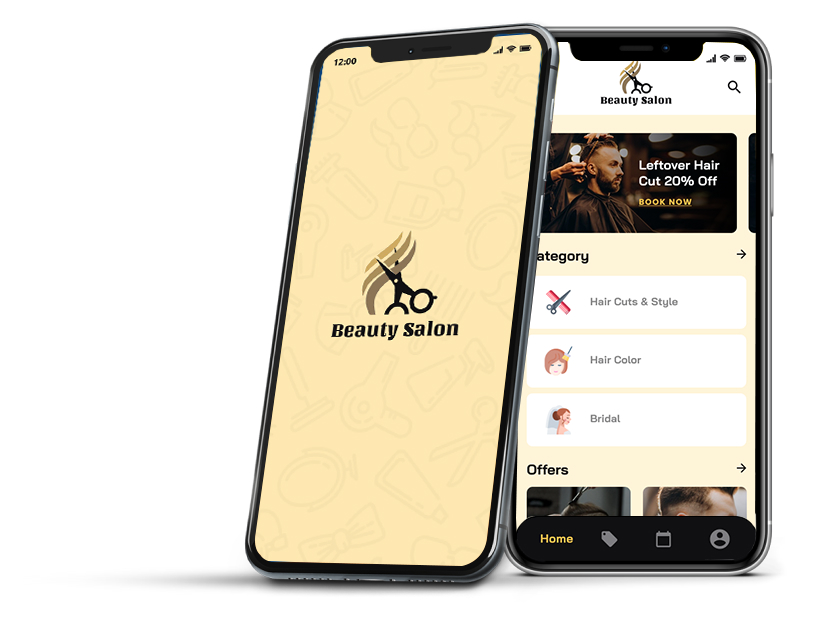 12:00
Beauty Salon
Beauty Salon
Leftover Hair
Cut 20% Off
BOOK NOW
ategory
Hair Cuts & Style
Hair Color
Bridal
Offers
Home